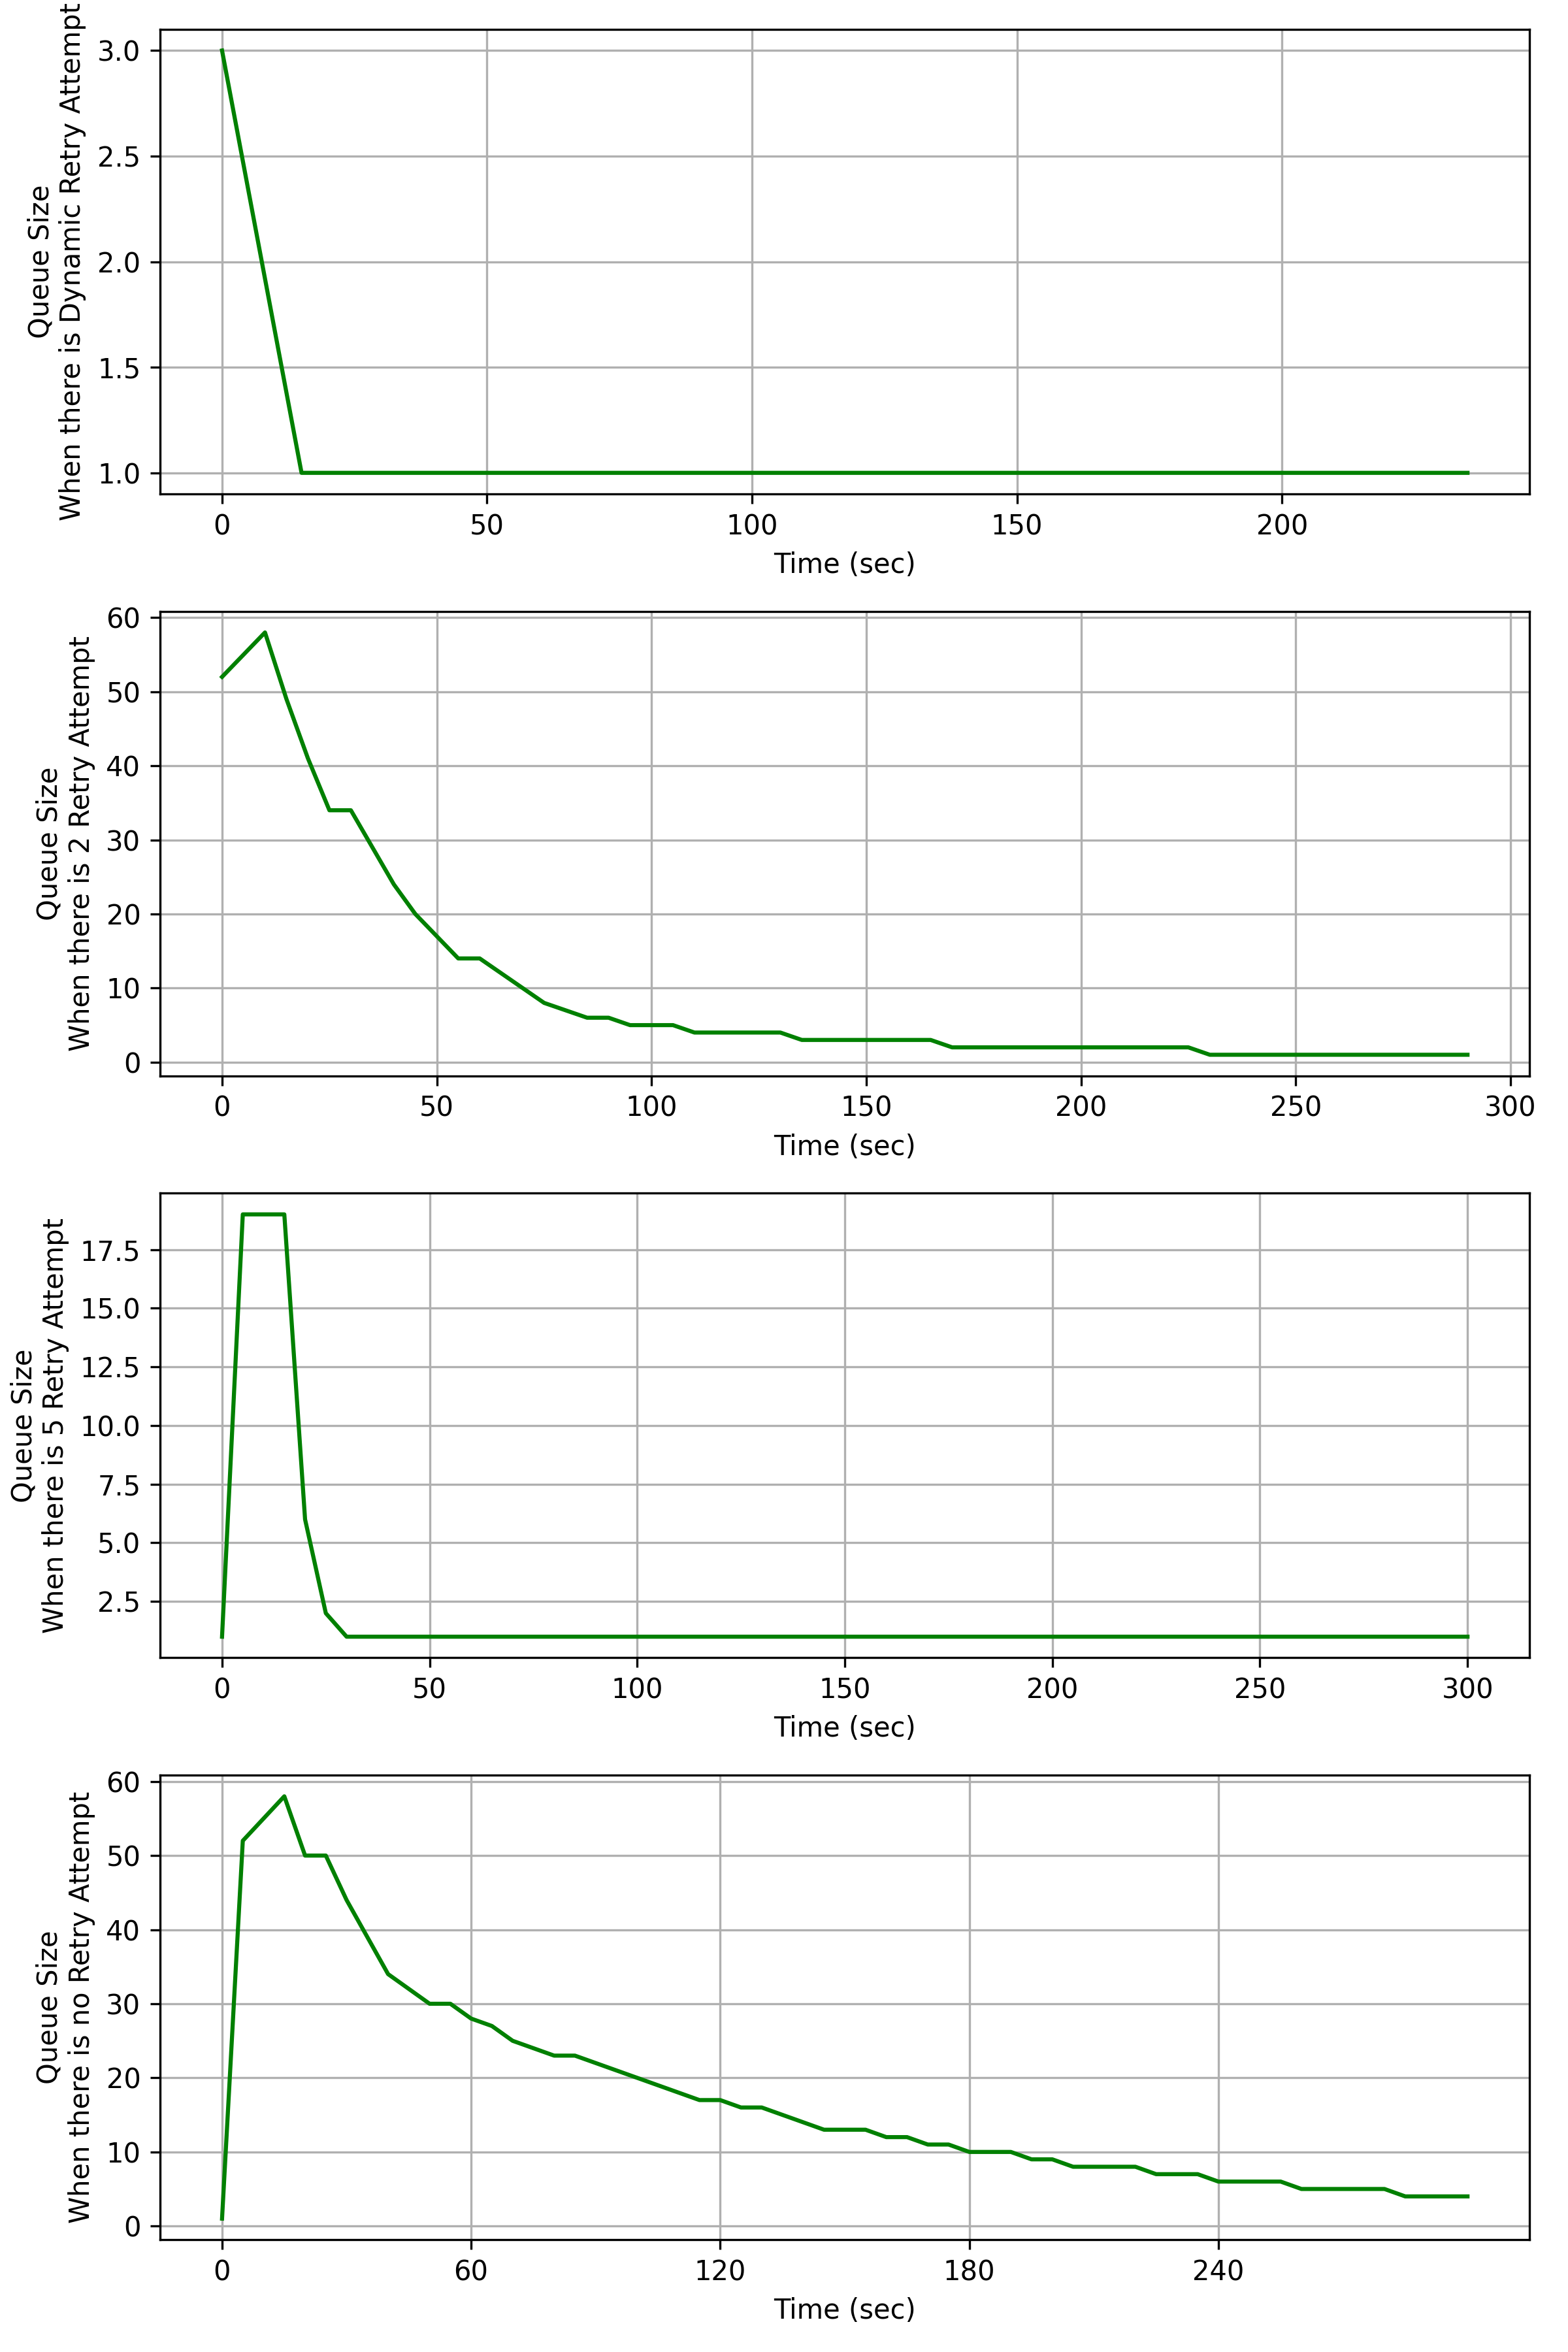 Queue Size
When there is Dynamic Retry Attempt
3.0
2.5
2.0
1.5
1.0
0 50 100 150 200
Time (sec)
Queue Size
When there is 2 Retry Attempt
60
50
40
30
20
10
0
0 50 100 150 200 250 300
Time (sec)
Queue Size
When there is 5 Retry Attempt
17.5
15.0
12.5
10.0
7.5
5.0
2.5
0 50 100 150 200 250 300
Time (sec)
Queue Size
When there is no Retry Attempt
60
50
40
30
20
10
0
0 60 120 180 240
Time (sec)